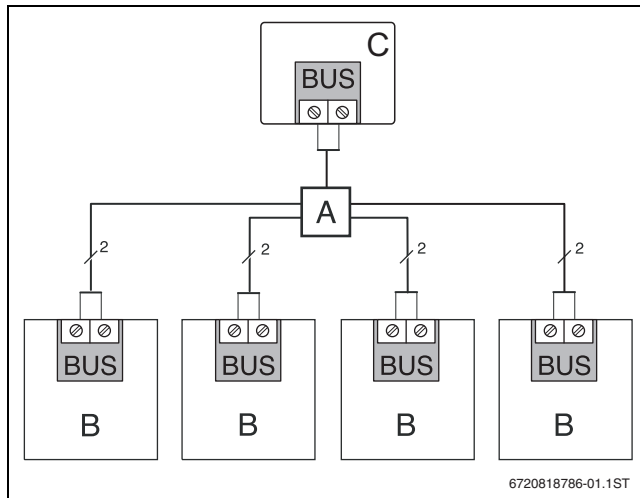 C
BUS
A
2 2 2 2
BUS BUS BUS BUS
B B B B
6720818786-01.1ST